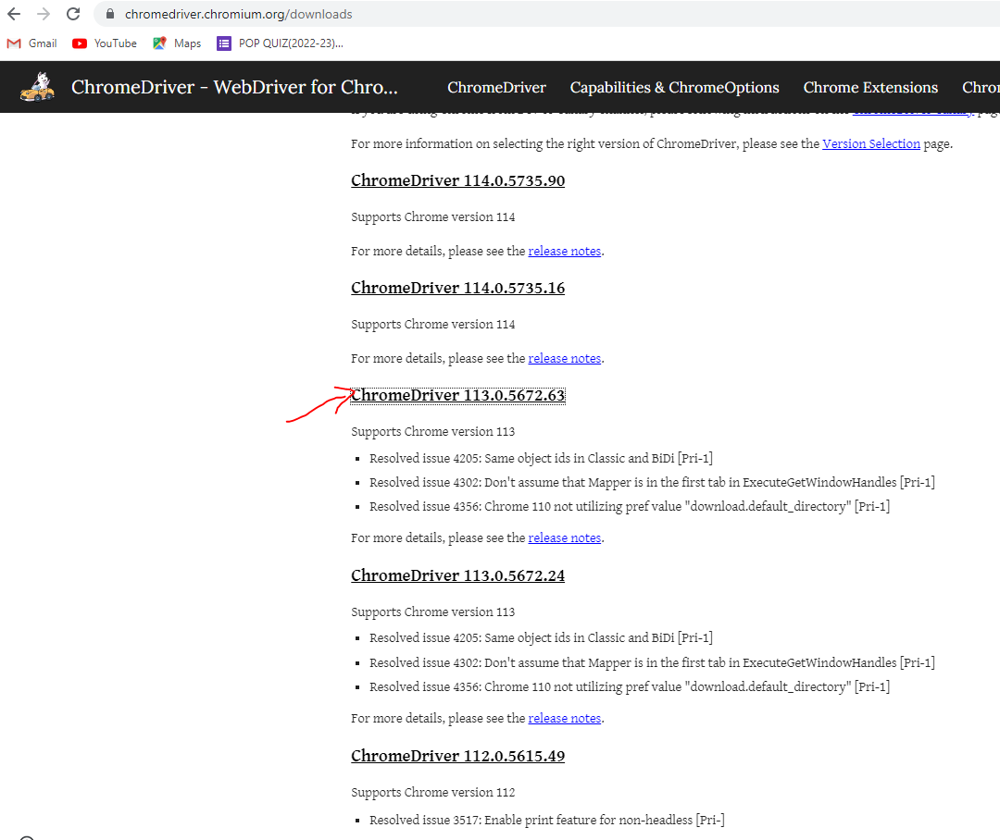 chromedriver.chromium.org/downloads
Gmail YouTube Maps POP QUIZ(2022-23)...
ChromeDriver - WebDriver for Chro... ChromeDriver Capabilities & ChromeOptions Chrome Extensions Chron
For more information on selecting the right version of ChromeDriver, please see the Version Selection page.
ChromeDriver 114.0.5735.90
Supports Chrome version 114
For more details, please see the release notes.
ChromeDriver 114.0.5735.16
Supports Chrome version 114
For more details, please see the release notes.
ChromeDriver 113.0.5672.63
Supports Chrome version 113
Resolved issue 4205: Same object ids in Classic and BiDi [Pri-1]
Resolved issue 4302: Don't assume that Mapper is in the first tab in ExecuteGetWindowHandles [Pri-1]
Resolved issue 4356: Chrome 110 not utilizing pref value "download.default_directory" [Pri-1]
For more details, please see the release notes.
ChromeDriver 113.0.5672.24
Supports Chrome version 113
Resolved issue 4205: Same object ids in Classic and BiDi [Pri-1]
Resolved issue 4302: Don't assume that Mapper is in the first tab in ExecuteGetWindowHandles [Pri-1]
Resolved issue 4356: Chrome 110 not utilizing pref value "download.default_directory" [Pri-1]
For more details, please see the release notes.
ChromeDriver 112.0.5615.49
Supports Chrome version 112
Resolved issue 3517: Enable print feature for non-headless [Pri-]